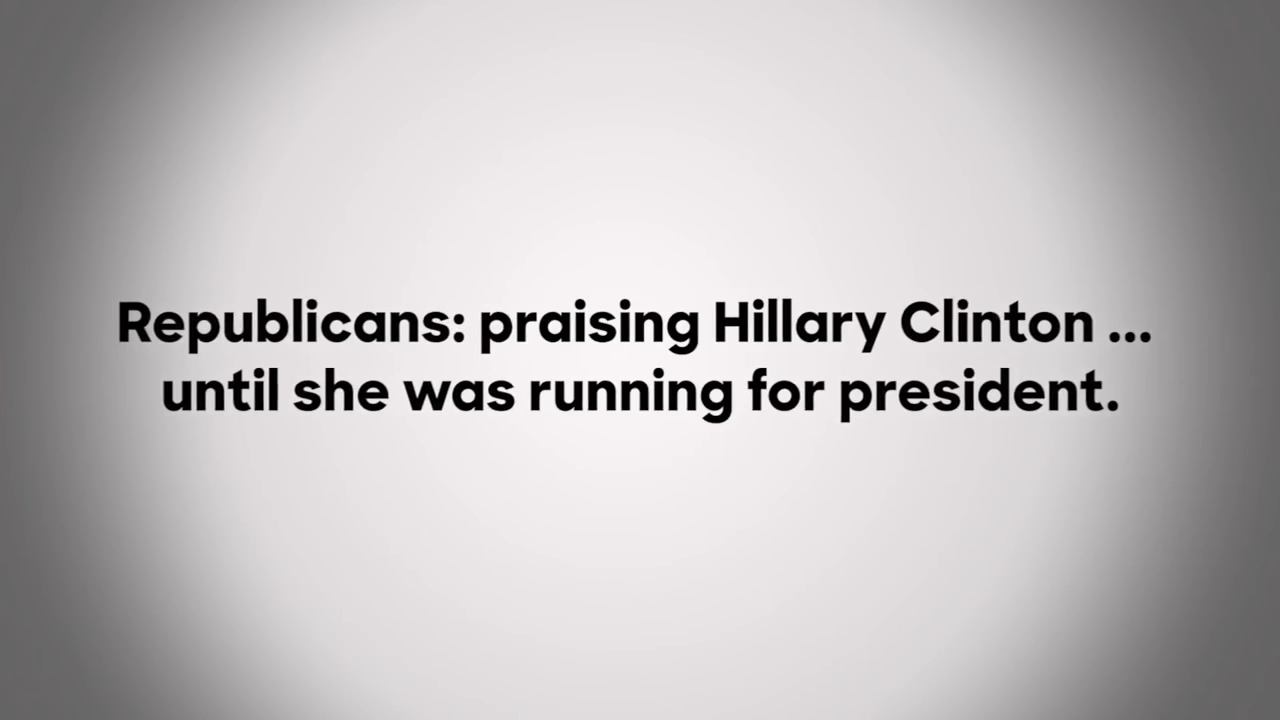 Republicans: praising Hillary Clinton ...
until she was running for president.